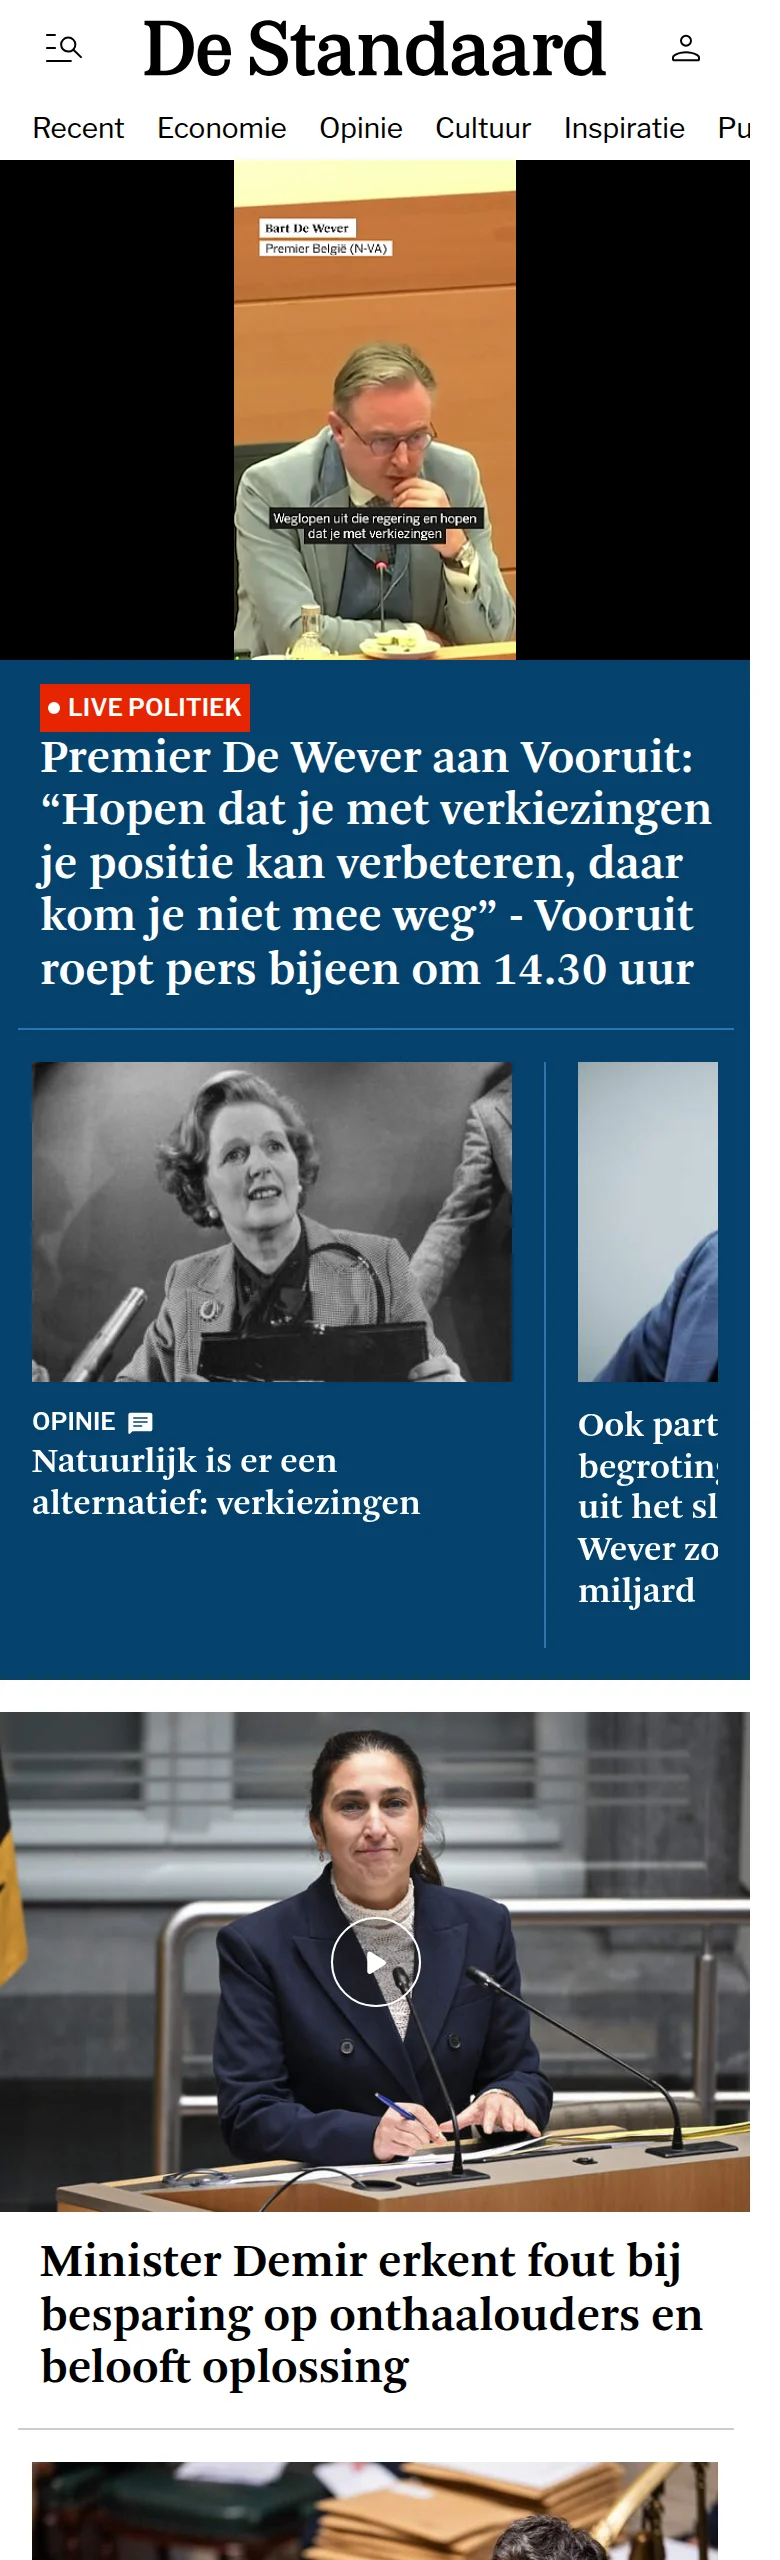 De Standaard
Recent Economie Opinie Cultuur Inspiratie Pu
Bart De Wever
Premier België (N-VA)
Weglopen uit die regering en hopen
dat je met verkiezingen
LIVE POLITIEK
Premier De Wever aan Vooruit:
“Hopen dat je met verkiezingen
je positie kan verbeteren, daar
kom je niet mee weg” - Vooruit
roept pers bijeen om 14.30 uur
OPINIE
Natuurlijk is er een
alternatief: verkiezingen
Ook part
begroting
uit het sl
Wever zo
miljard
Minister Demir erkent fout bij
besparing op onthaalouders en
belooft oplossing